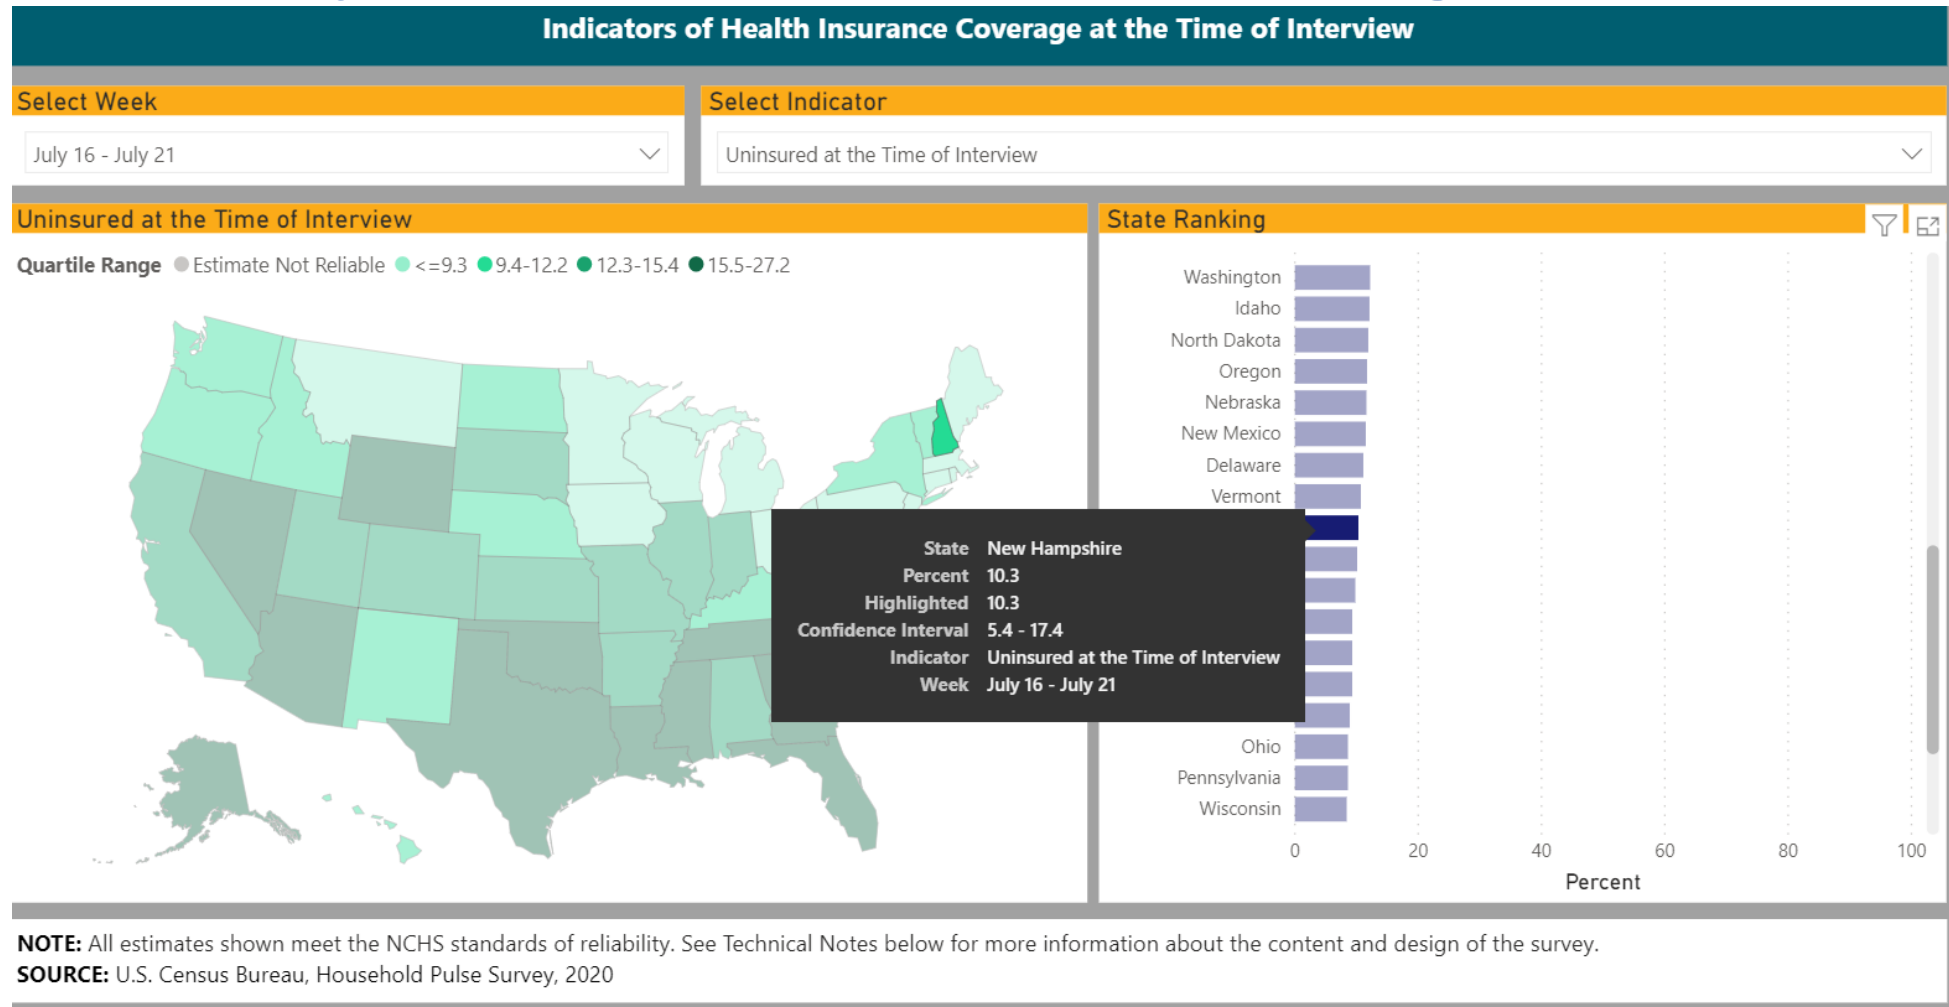 Indicators of Health Insurance Coverage at the Time of Interview
Select Week
July 16 - July 21
Select Indicator
Uninsured at the Time of Interview
Uninsured at the Time of Interview
Quartile Range Estimate Not Reliable <=9.3 9.4-12.2 12.3-15.4 15.5-27.2
State New Hampshire
Percent 10.3
Highlighted 10.3
Confidence Interval 5.4 - 17.4
Indicator Uninsured at the Time of Interview
Week July 16 - July 21
State Ranking
Washington
Idaho
North Dakota
Oregon
Nebraska
New Mexico
Delaware
Vermont
Ohio
Pennsylvania
Wisconsin
0 20 40 60 80 100
Percent
NOTE: All estimates shown meet the NCHS standards of reliability. See Technical Notes below for more information about the content and design of the survey.
SOURCE: U.S. Census Bureau, Household Pulse Survey, 2020